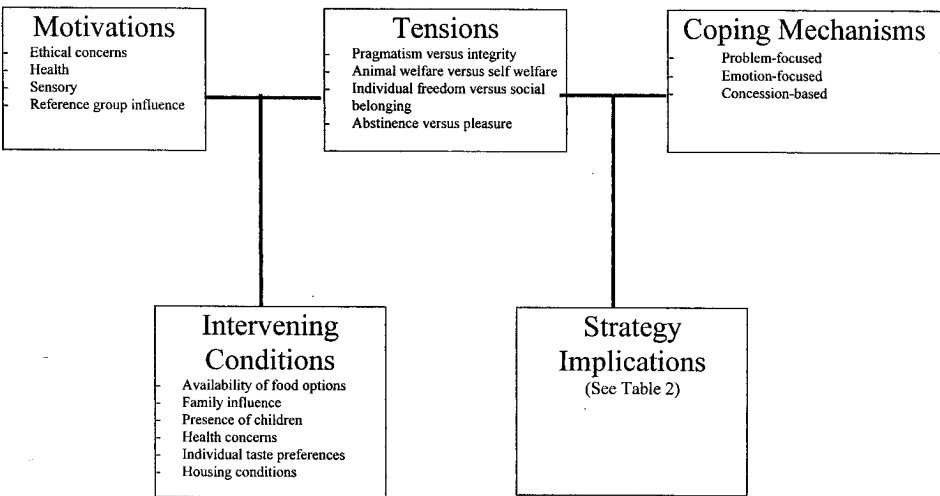 Motivations
- Ethical concerns
- Health
- Sensory
- Reference group influence
Tensions
- Pragmatism versus integrity
- Animal welfare versus self welfare
- Individual freedom versus social
belonging
- Abstinence versus pleasure
Coping Mechanisms
- Problem-focused
- Emotion-focused
- Concession-based
Intervening
Conditions
- Availability of food options
- Family influence
- Presence of children
- Health concerns
- Individual taste preferences
- Housing conditions
Strategy
Implications
(See Table 2)